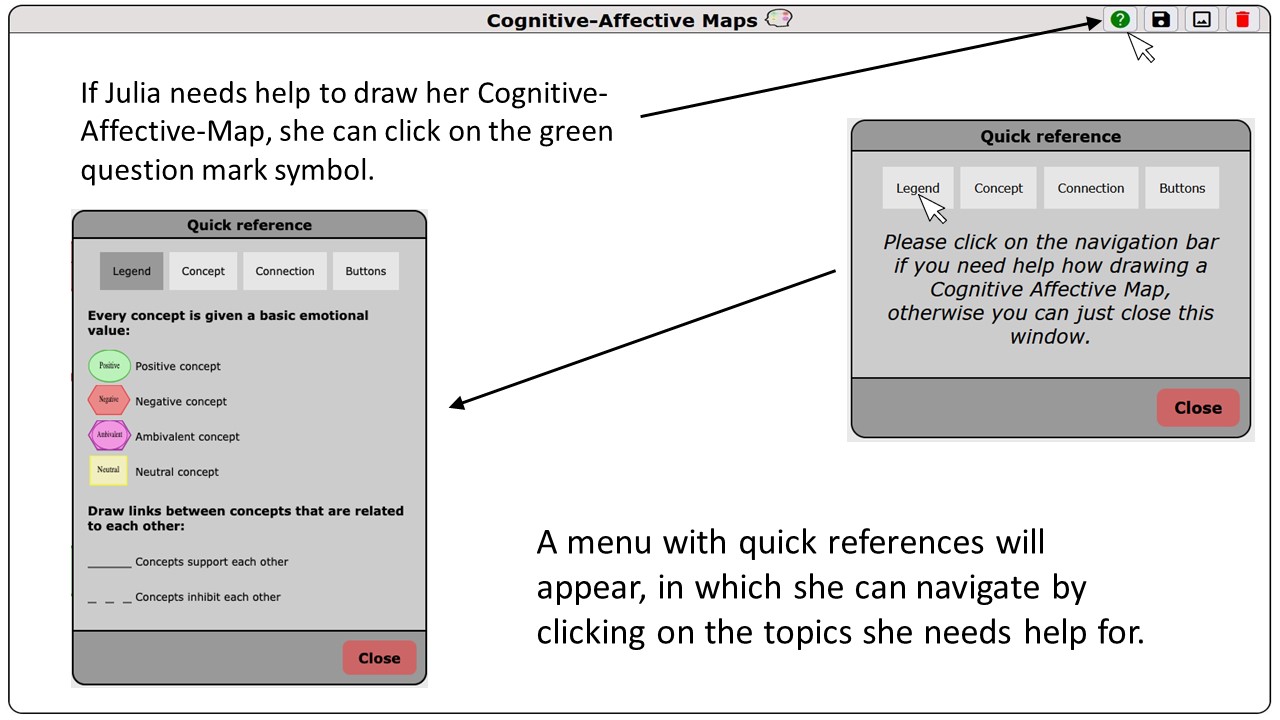 Cognitive-Affective Maps
If Julia needs help to draw her Cognitive-
Affective-Map, she can click on the green
question mark symbol.
Quick reference
Legend Concept Connection Buttons
Please click on the navigation bar
if you need help how drawing a
Cognitive Affective Map,
otherwise you can just close this
window.
Close
Quick reference
Legend Concept Connection Buttons
Every concept is given a basic emotional
value:
Positive Positive concept
Negative Negative concept
Ambivalent Ambivalent concept
Neutral Neutral concept
Draw links between concepts that are related
to each other:
Concepts support each other
Concepts inhibit each other
Close
A menu with quick references will
appear, in which she can navigate by
clicking on the topics she needs help for.